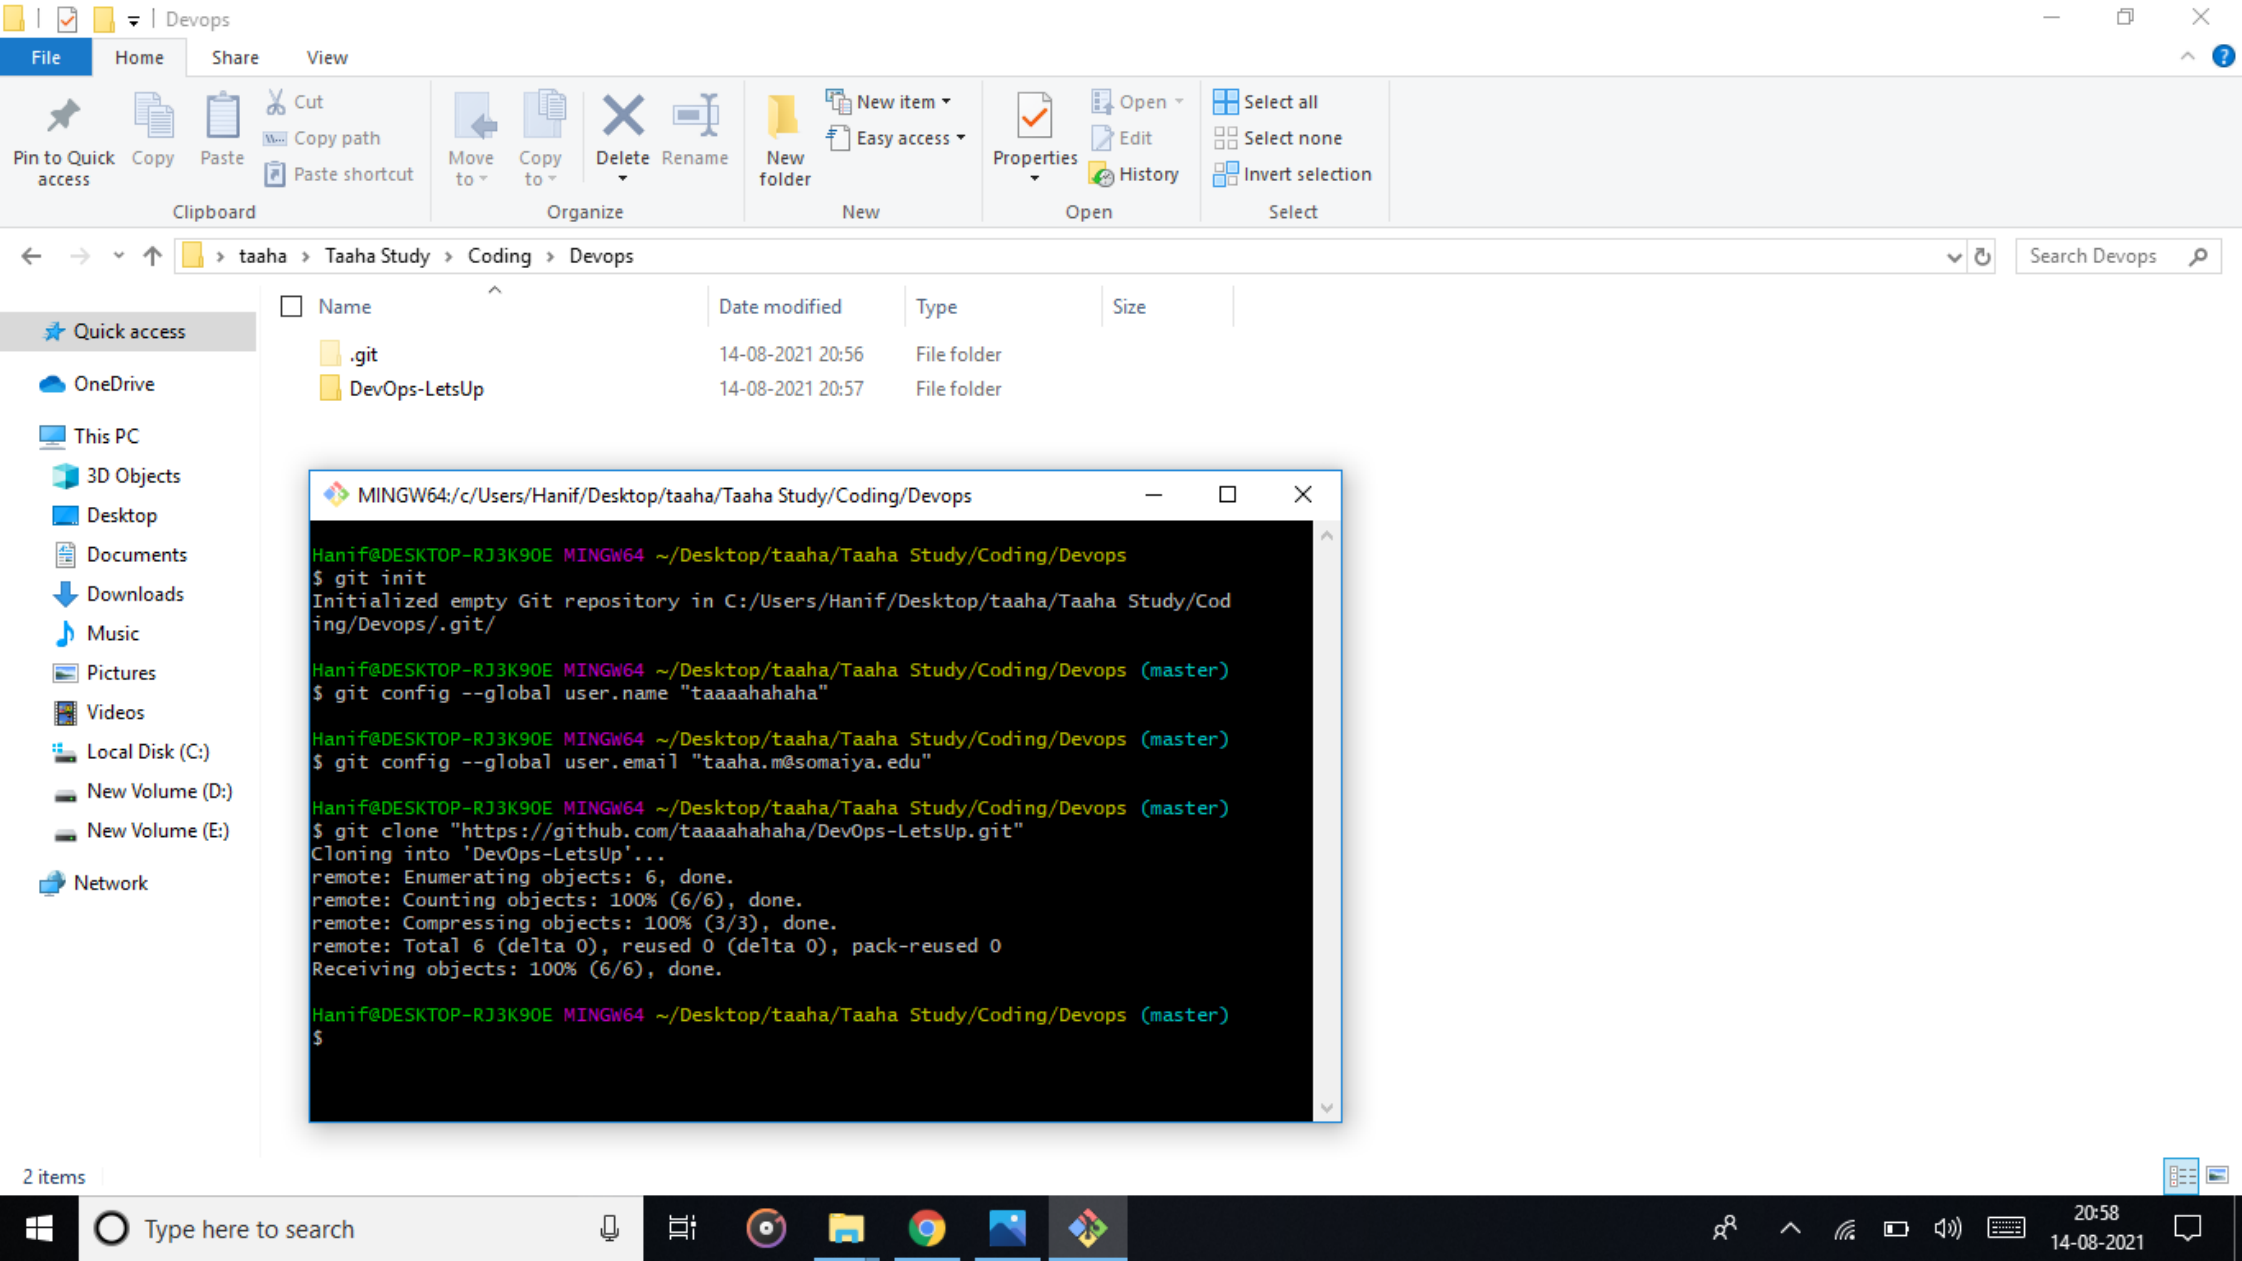 Devops
File Home Share View
Pin to Quick access
Copy
Paste
Cut
Copy path
Paste shortcut
Clipboard
Move to
Copy to
Delete
Rename
Organize
New folder
New item
Easy access
New
Properties
Open
Edit
History
Open
Select all
Select none
Invert selection
Select
taaha > Taaha Study > Coding > Devops
Search Devops
Name Date modified Type Size
.git 14-08-2021 20:56 File folder
DevOps-LetsUp 14-08-2021 20:57 File folder
Quick access
OneDrive
This PC
3D Objects
Desktop
Documents
Downloads
Music
Pictures
Videos
Local Disk (C:)
New Volume (D:)
New Volume (E:)
Network
MINGW64:/c/Users/Hanif/Desktop/taaha/Taaha Study/Coding/Devops
Hanif@DESKTOP-RJ3K9OE MINGW64 ~/Desktop/taaha/Taaha Study/Coding/Devops
$ git init
Initialized empty Git repository in C:/Users/Hanif/Desktop/taaha/Taaha Study/Cod
ing/Devops/.git/
Hanif@DESKTOP-RJ3K9OE MINGW64 ~/Desktop/taaha/Taaha Study/Coding/Devops (master)
$ git config --global user.name "taaaahahaha"
Hanif@DESKTOP-RJ3K9OE MINGW64 ~/Desktop/taaha/Taaha Study/Coding/Devops (master)
$ git config --global user.email "taaha.m@somaiya.edu"
Hanif@DESKTOP-RJ3K9OE MINGW64 ~/Desktop/taaha/Taaha Study/Coding/Devops (master)
$ git clone "https://github.com/taaaahahaha/DevOps-LetsUp.git"
Cloning into 'DevOps-LetsUp'...
remote: Enumerating objects: 6, done.
remote: Counting objects: 100% (6/6), done.
remote: Compressing objects: 100% (3/3), done.
remote: Total 6 (delta 0), reused 0 (delta 0), pack-reused 0
Receiving objects: 100% (6/6), done.
Hanif@DESKTOP-RJ3K9OE MINGW64 ~/Desktop/taaha/Taaha Study/Coding/Devops (master)
$
2 items
Type here to search
20:58
14-08-2021